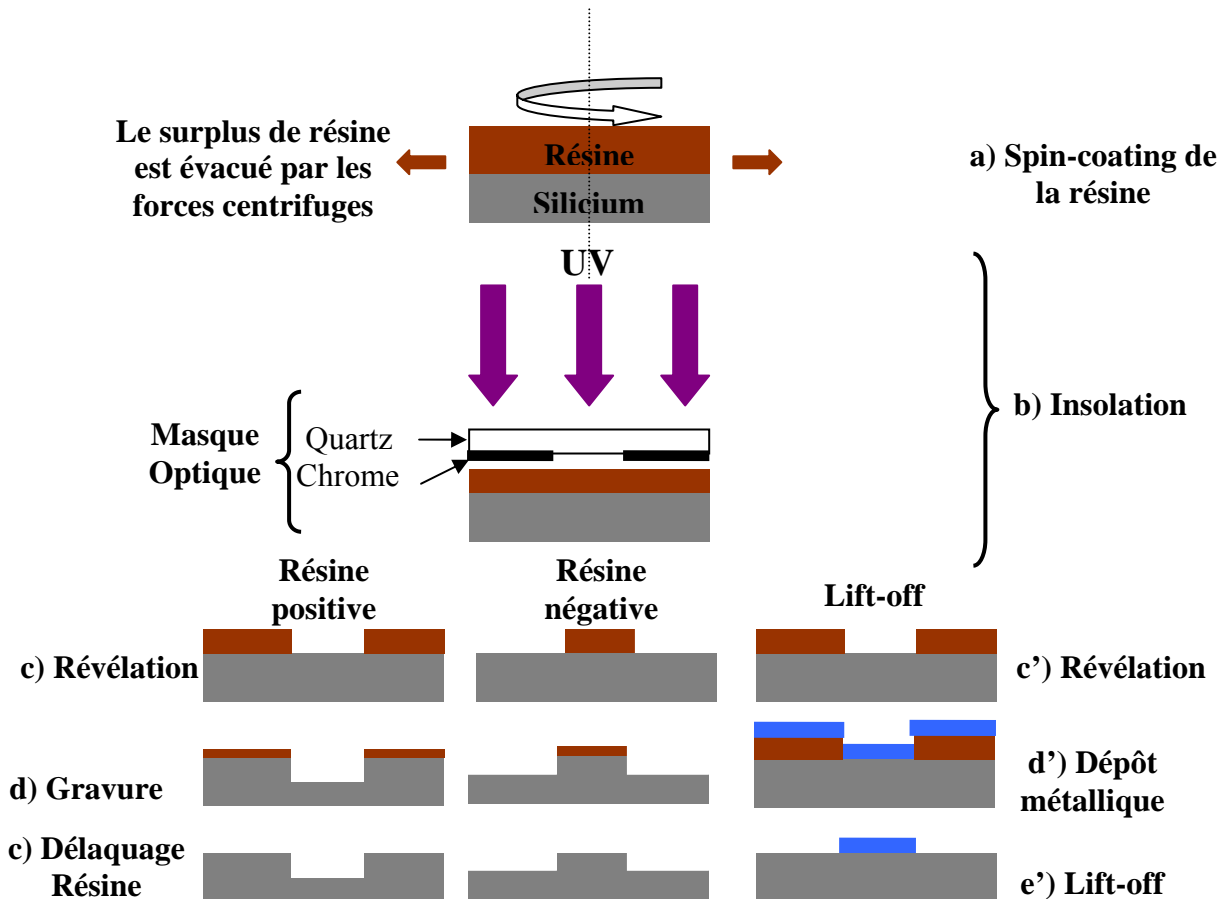 Le surplus de résine
est évacué par les
forces centrifuges
Résine
Silicium
a) Spin-coating de
la résine
UV
b) Insolation
Masque
Optique
Quartz
Chrome
Résine
positive
Résine
négative
Lift-off
c) Révélation
c’) Révélation
d) Gravure
d’) Dépôt
métallique
c) Délaquage
Résine
e’) Lift-off